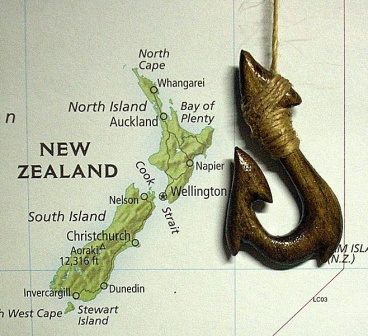 North
Cape
Whangarei
North Island
Bay of
Plenty
Auckland
n
NEW
ZEALAND
Napier
Cook
Strait
Nelson
Wellington
South Island
Christchurch
Aoraki
12,316 ft
M ISL
(N.Z.)
Invercargill
Dunedin
h West Cape
Stewart
Island
LC03